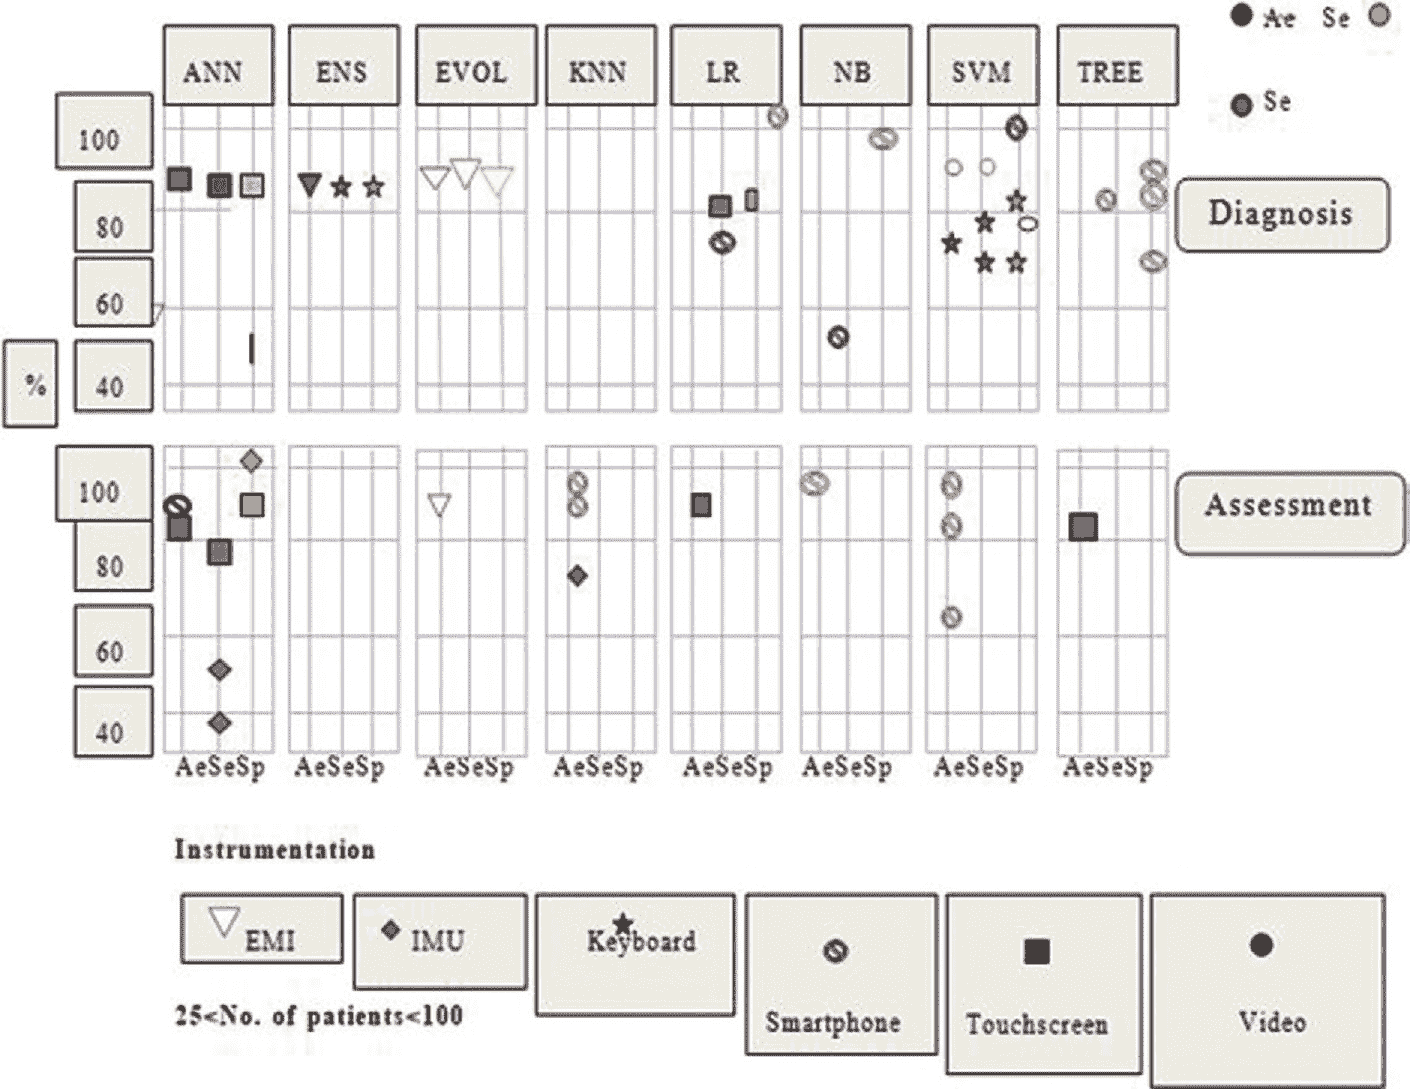 Ae Se
Se
ANN ENS EVOL KNN LR NB SVM TREE
100
80
60
40
%
Diagnosis
100
80
60
40
Assessment
AeSeSp AeSeSp AeSeSp AeSeSp AeSeSp AeSeSp AeSeSp AeSeSp
Instrumentation
EMI IMU Keyboard
25<No. of patients<100
Smartphone Touchscreen Video